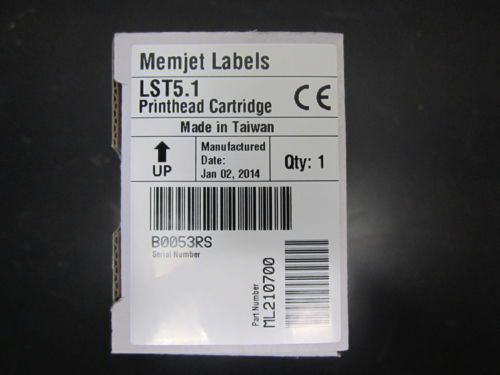 Memjet Labels
LST5.1
Printhead Cartridge
CE
Made in Taiwan
UP
Manufactured
Date:
Jan 02, 2014
Qty: 1
B0053RS
Serial Number
Part Number
ML210700